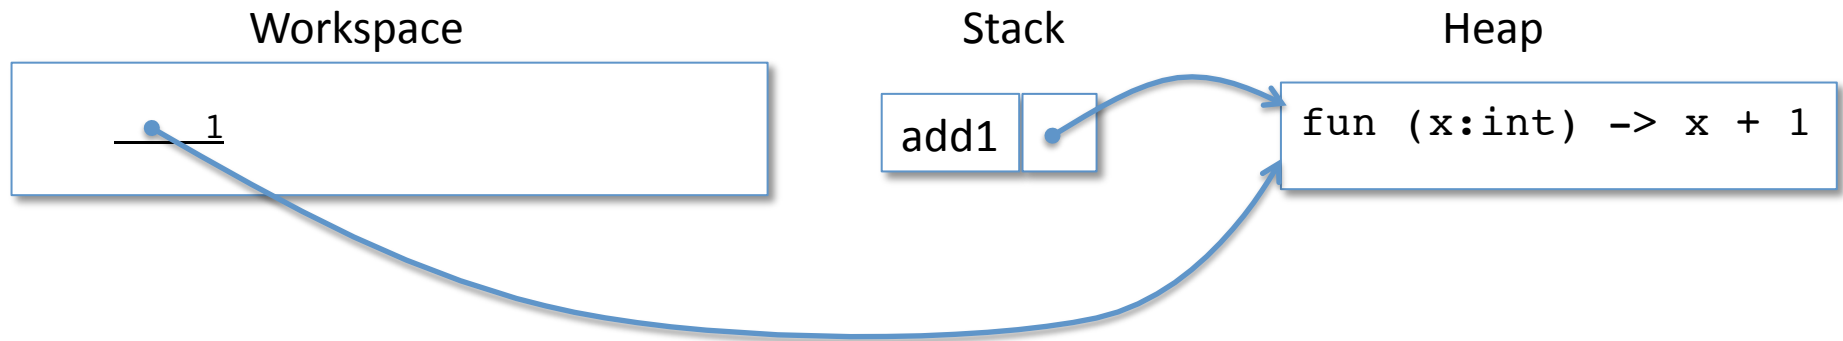 Workspace
Stack
Heap
1
add1
fun (x:int) -> x + 1